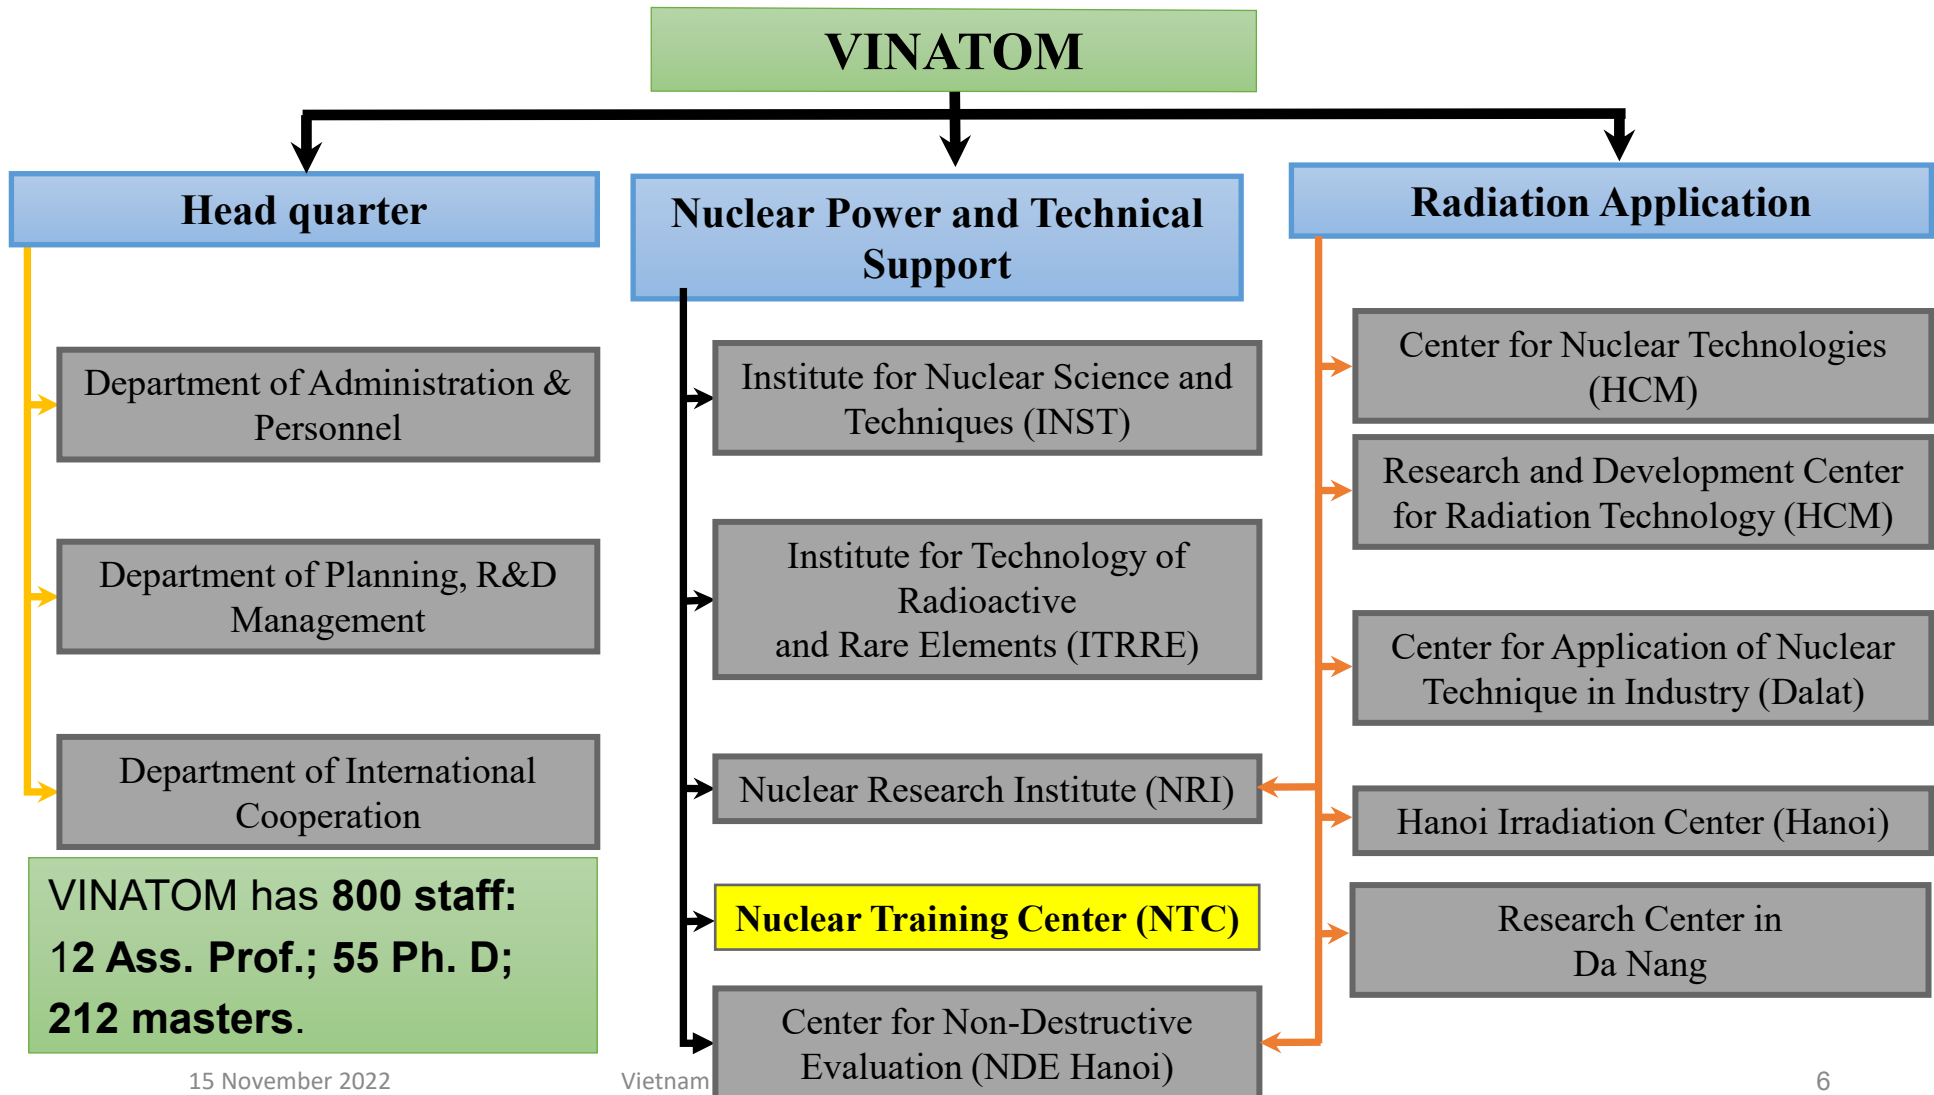 VINATOM
Head quarter
Department of Administration &
Personnel
Department of Planning, R&D
Management
Department of International
Cooperation
VINATOM has 800 staff:
12 Ass. Prof.; 55 Ph. D;
212 masters.
Nuclear Power and Technical
Support
Institute for Nuclear Science and
Techniques (INST)
Institute for Technology of
Radioactive
and Rare Elements (ITRRE)
Nuclear Research Institute (NRI)
Nuclear Training Center (NTC)
Center for Non-Destructive
Evaluation (NDE Hanoi)
Radiation Application
Center for Nuclear Technologies
(HCM)
Research and Development Center
for Radiation Technology (HCM)
Center for Application of Nuclear
Technique in Industry (Dalat)
Hanoi Irradiation Center (Hanoi)
Research Center in
Da Nang
15 November 2022
Vietnam
6